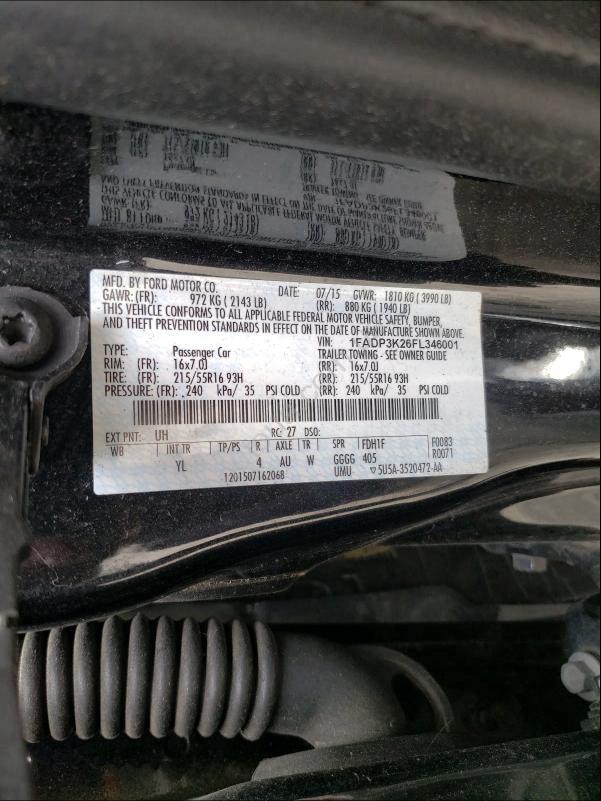 MFD. BY FORD MOTOR CO.
DATE: 07/15 GVWR: 1810 KG ( 3990 LB)
GAWR: (FR): 972 KG ( 2143 LB) (RR): 880 KG ( 1940 LB)
THIS VEHICLE CONFORMS TO ALL APPLICABLE FEDERAL MOTOR VEHICLE SAFETY, BUMPER,
AND THEFT PREVENTION STANDARDS IN EFFECT ON THE DATE OF MANUFACTURE SHOWN ABOVE.
VIN: 1FADP3K26FL346001
TYPE: Passenger Car TRAILER TOWING - SEE OWNER GUIDE
RIM: (FR): 16x7.0J (RR): 16x7.0J
TIRE: (FR): 215/55R16 93H (RR): 215/55R16 93H
PRESSURE: (FR): 240 kPa/ 35 PSI COLD (RR): 240 kPa/ 35 PSI COLD
EXT PNT: UH RC: 27 DSO:
WB INT TR TP/PS R AXLE TR SPR FDH1F F0083
YL 4 AU W GGGG 405 R0071
1201507162068 UMU ▽5U5A-3520472-AA